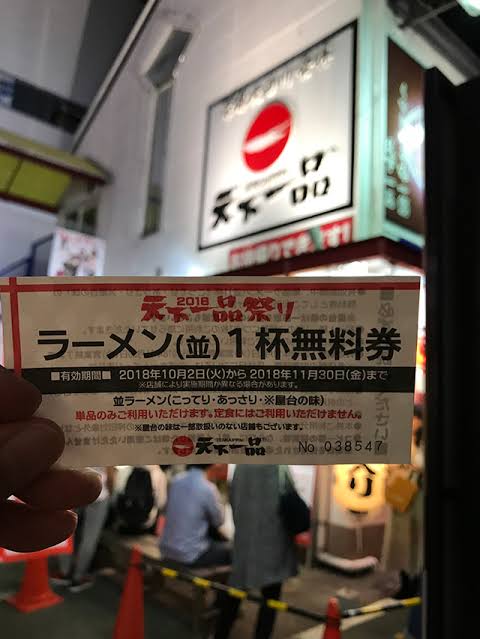 天下一品
2018
天下一品祭り
ラーメン(並)1杯無料券
■有効期間■ 2018年10月2日(火)から 2018年11月30日(金)まで
※店舗により実施期間が異なる場合があります。
並ラーメン(こってり・あっさり・※屋台の味)
単品のみご利用いただけます。定食にはご利用いただけません。
※屋台の味は一部お取扱いのない店舗もございます。
天下一品
No 038547